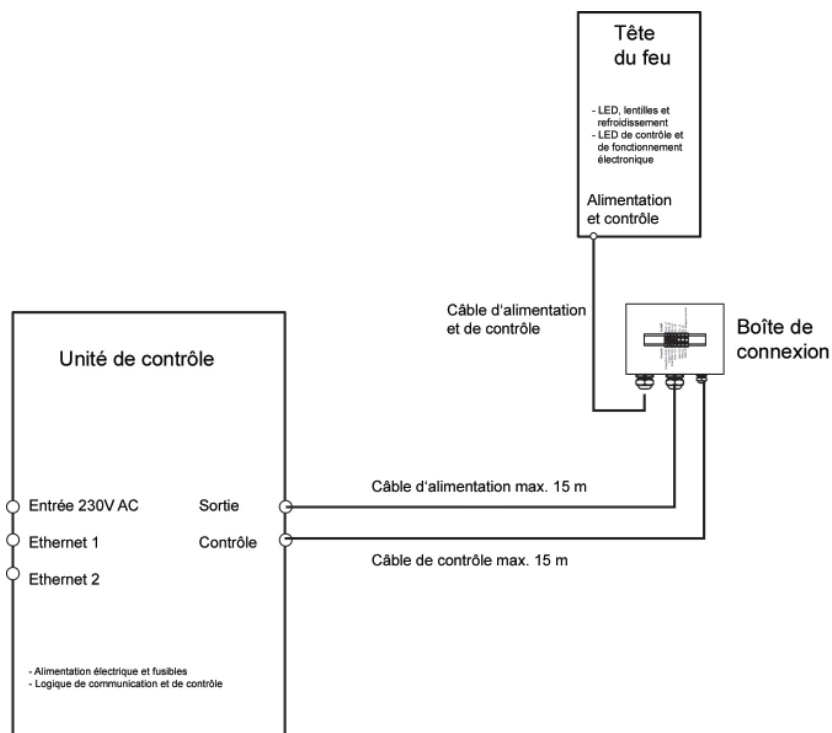 Tête
du feu
- LED, lentilles et
refroidissement
- LED de contrôle et
de fonctionnement
électronique
Alimentation
et contrôle
Câble d'alimentation
et de contrôle
Boîte de
connexion
Unité de contrôle
Entrée 230V AC
Sortie
Ethernet 1
Contrôle
Ethernet 2
Câble d'alimentation max. 15 m
Câble de contrôle max. 15 m
- Alimentation électrique et fusibles
- Logique de communication et de contrôle